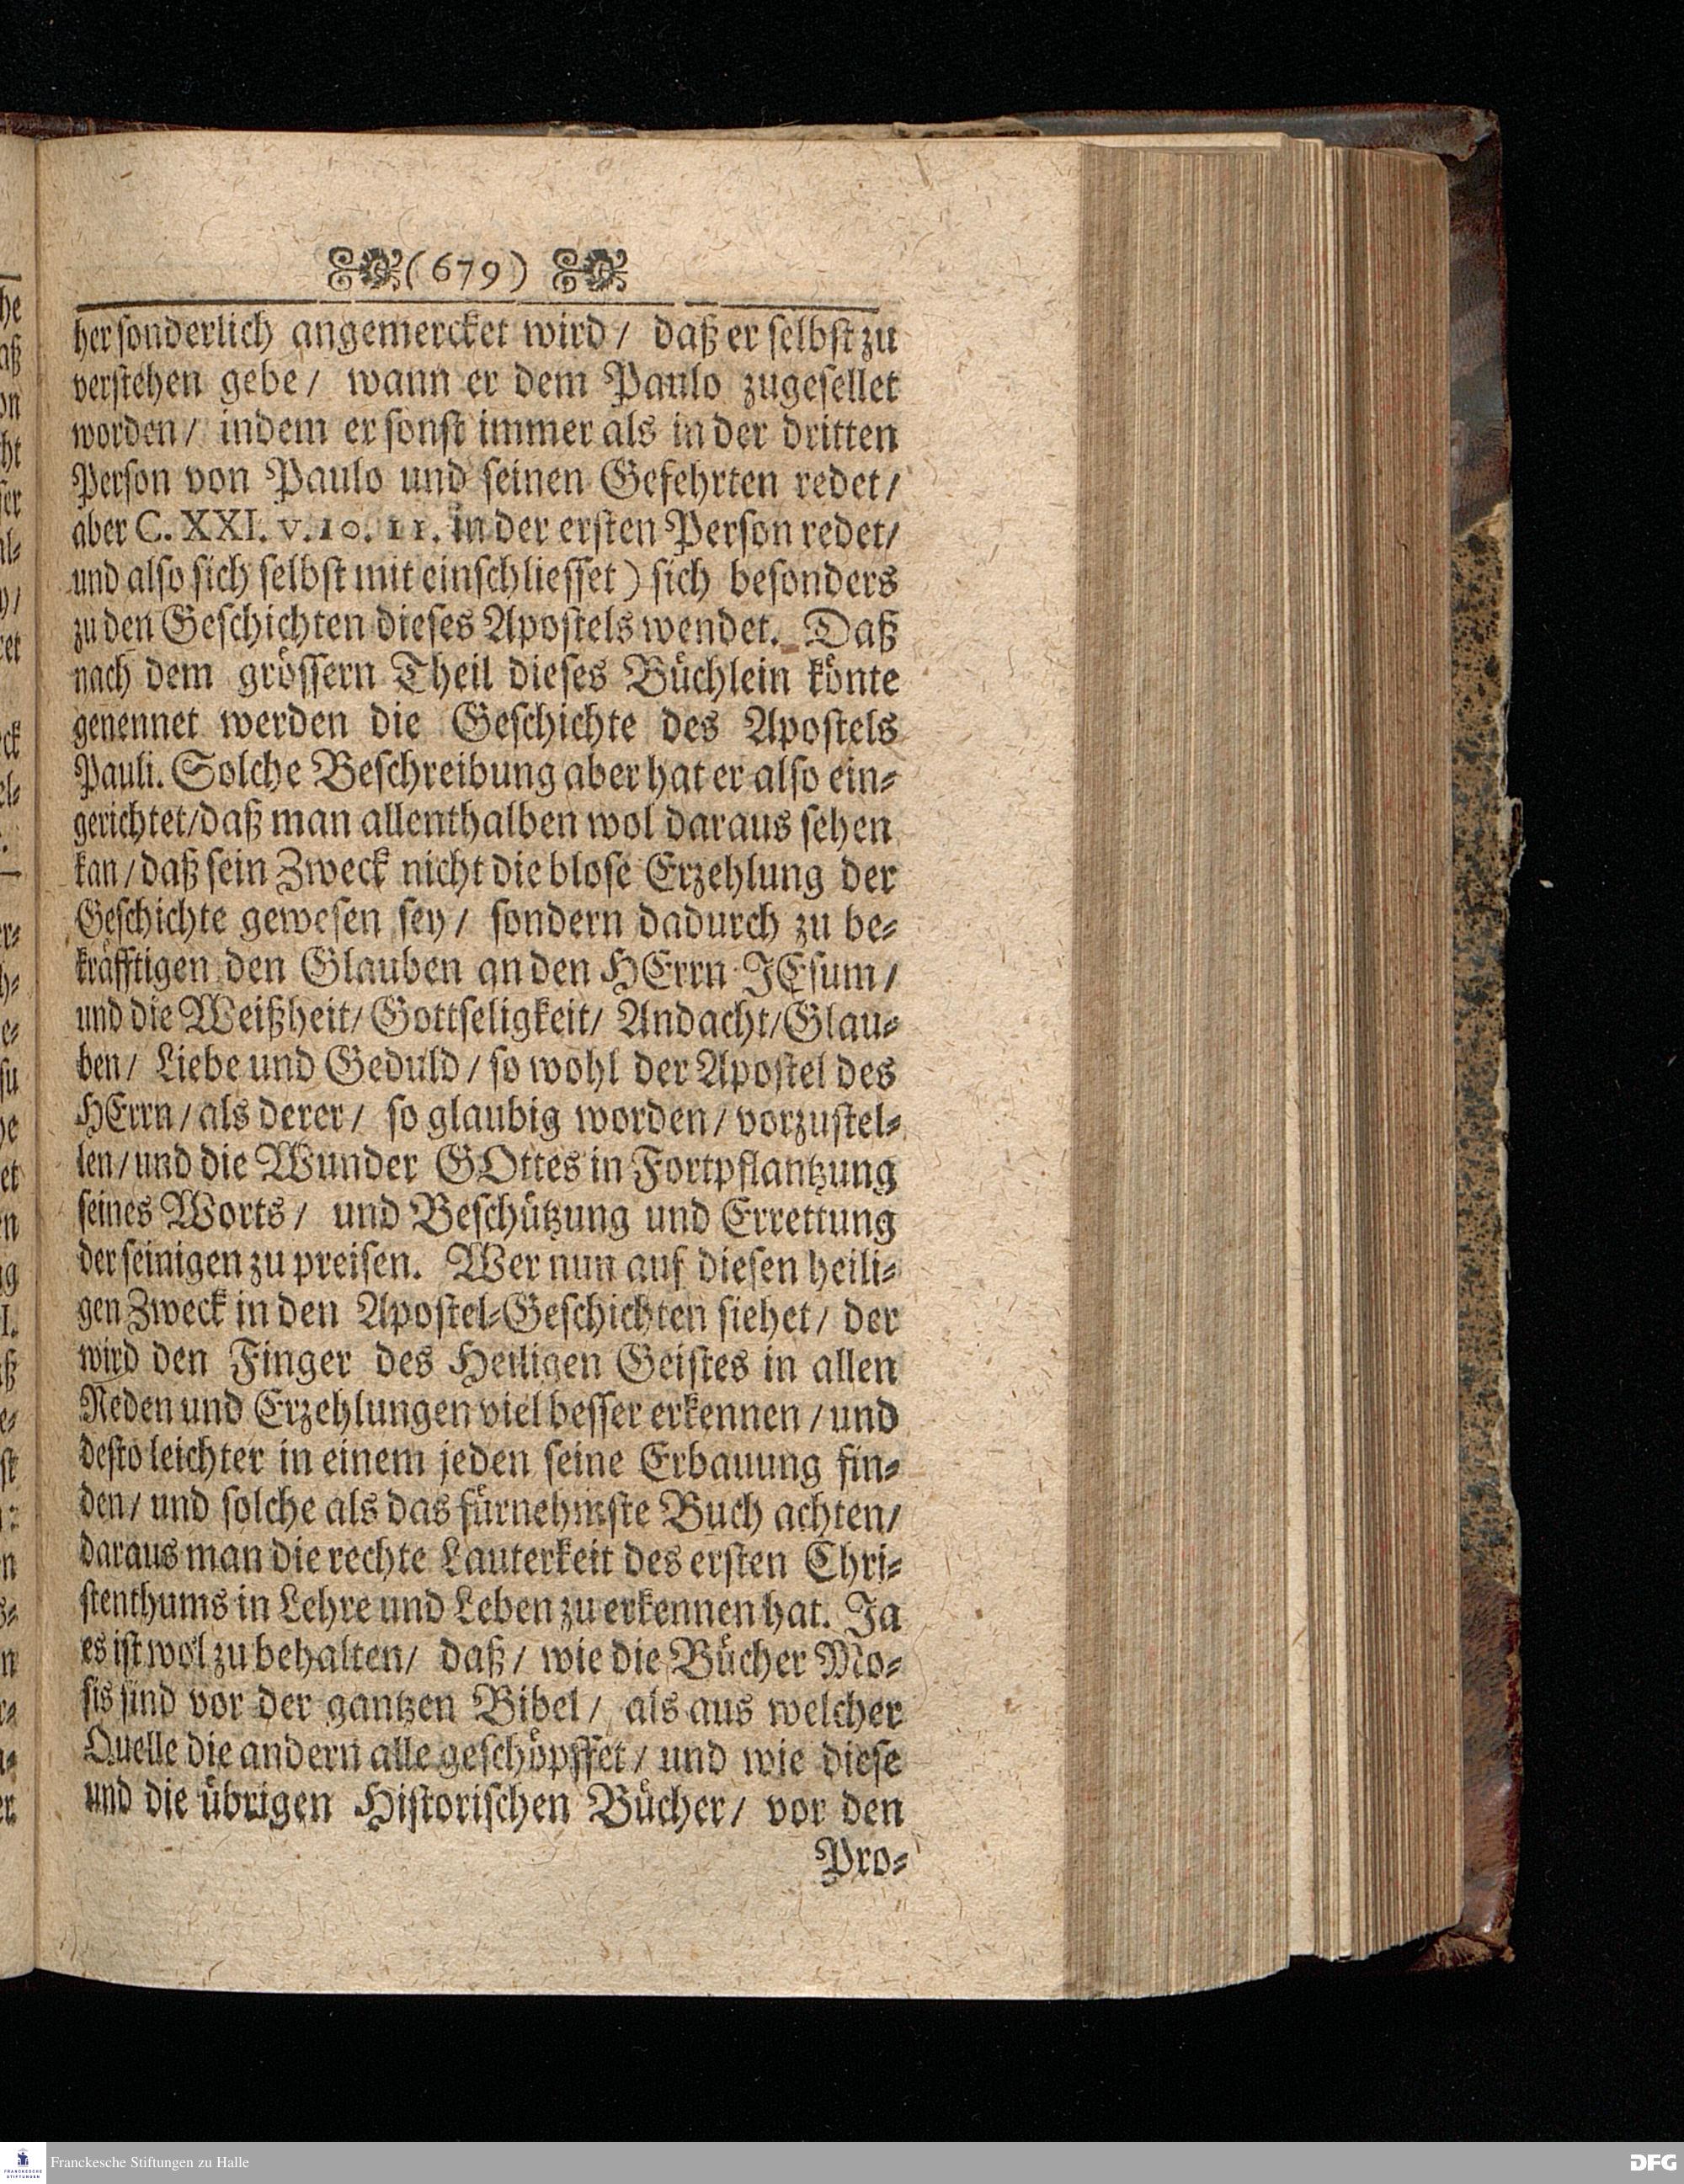 (679)
her sonderlich angemercket wird / daß er selbst zu
verstehen gebe / wann er dem Paulo zugesellet
worden / indem er sonst immer als in der dritten
Person von Paulo und seinen Gefehrten redet /
aber C. XXI. v. 10. 11. in der ersten Person redet /
und also sich selbst mit einschliesset) sich besonders
zu den Geschichten dieses Apostels wendet. Daß
nach dem grössern Theil dieses Büchlein könte
genennet werden die Geschichte des Apostels
Pauli. Solche Beschreibung aber hat er also ein-
gerichtet / daß man allenthalben wol daraus sehen
kan / daß sein Zweck nicht die blose Erzehlung der
Geschichte gewesen sey / sondern dadurch zu be-
kräfftigen den Glauben an den HErrn JEsum /
und die Weißheit / Gottseligkeit / Andacht / Glau-
ben / Liebe und Geduld / so wohl der Apostel des
HErrn / als derer / so glaubig worden / vorzustel-
len / und die Wunder GOttes in Fortpflantzung
seines Worts / und Beschützung und Errettung
der seinigen zu preisen. Wer nun auf diesen heili-
gen Zweck in den Apostel-Geschichten siehet / der
wird den Finger des Heiligen Geistes in allen
Reden und Erzehlungen viel besser erkennen / und
desto leichter in einem jeden seine Erbauung fin-
den / und solche als das fürnehmste Buch achten /
daraus man die rechte Lauterkeit des ersten Chri-
stenthums in Lehre und Leben zu erkennen hat. Ja
es ist wol zu behalten / daß / wie die Bücher Mo-
sis sind vor der gantzen Bibel / als aus welcher
Quelle die andern alle geschöpffet / und wie diese
und die übrigen Historischen Bücher / vor den
Pro-
Franckesche Stiftungen zu Halle
DFG